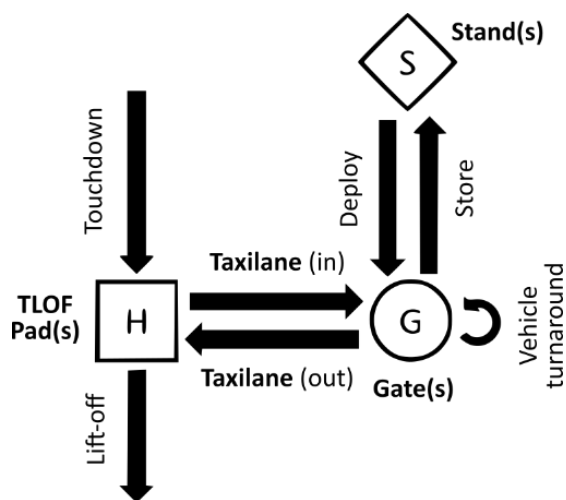 Stand(s)
S
Touchdown
Deploy
Store
Taxilane (in)
TLOF
Pad(s)
H
G
Vehicle
turnaround
Taxilane (out)
Gate(s)
Lift-off